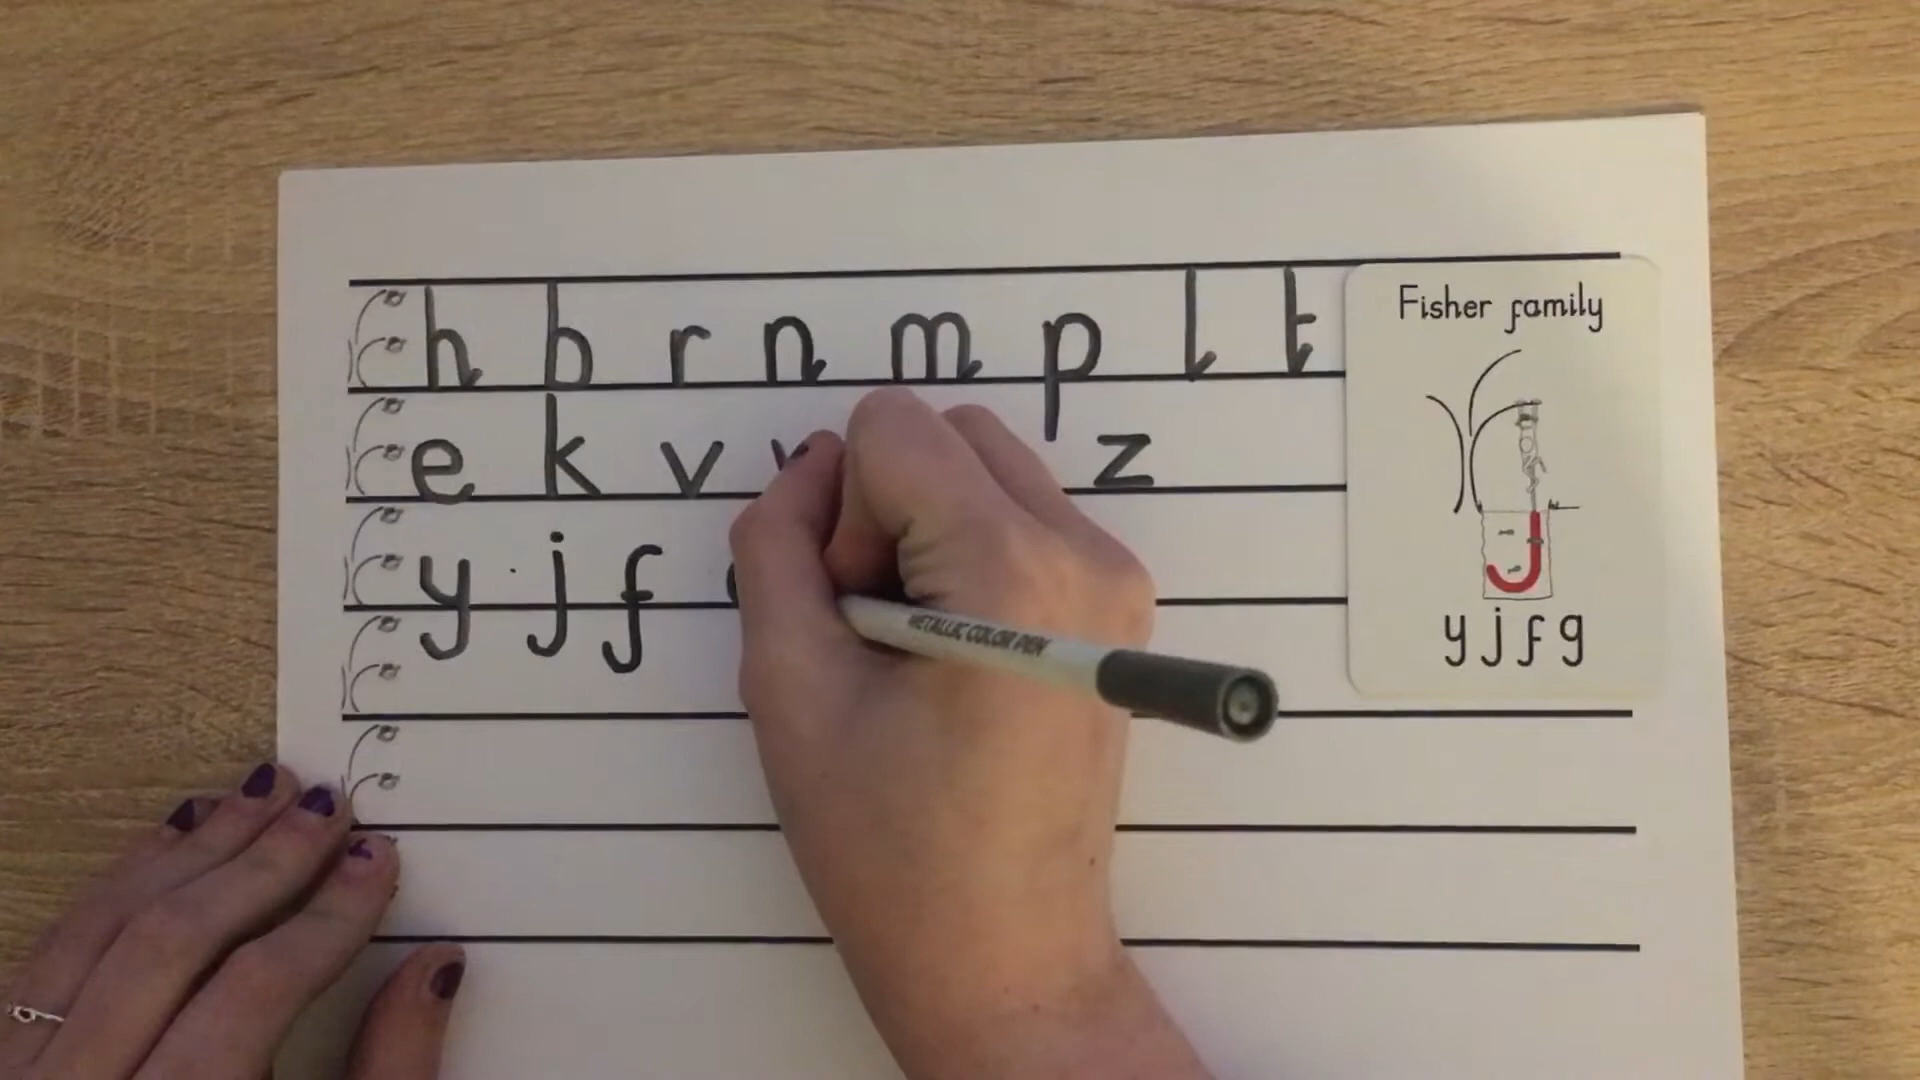 h b r n m p l t
e k v z
y j f
Fisher family
y j f g
METALLIC COLOR PEN